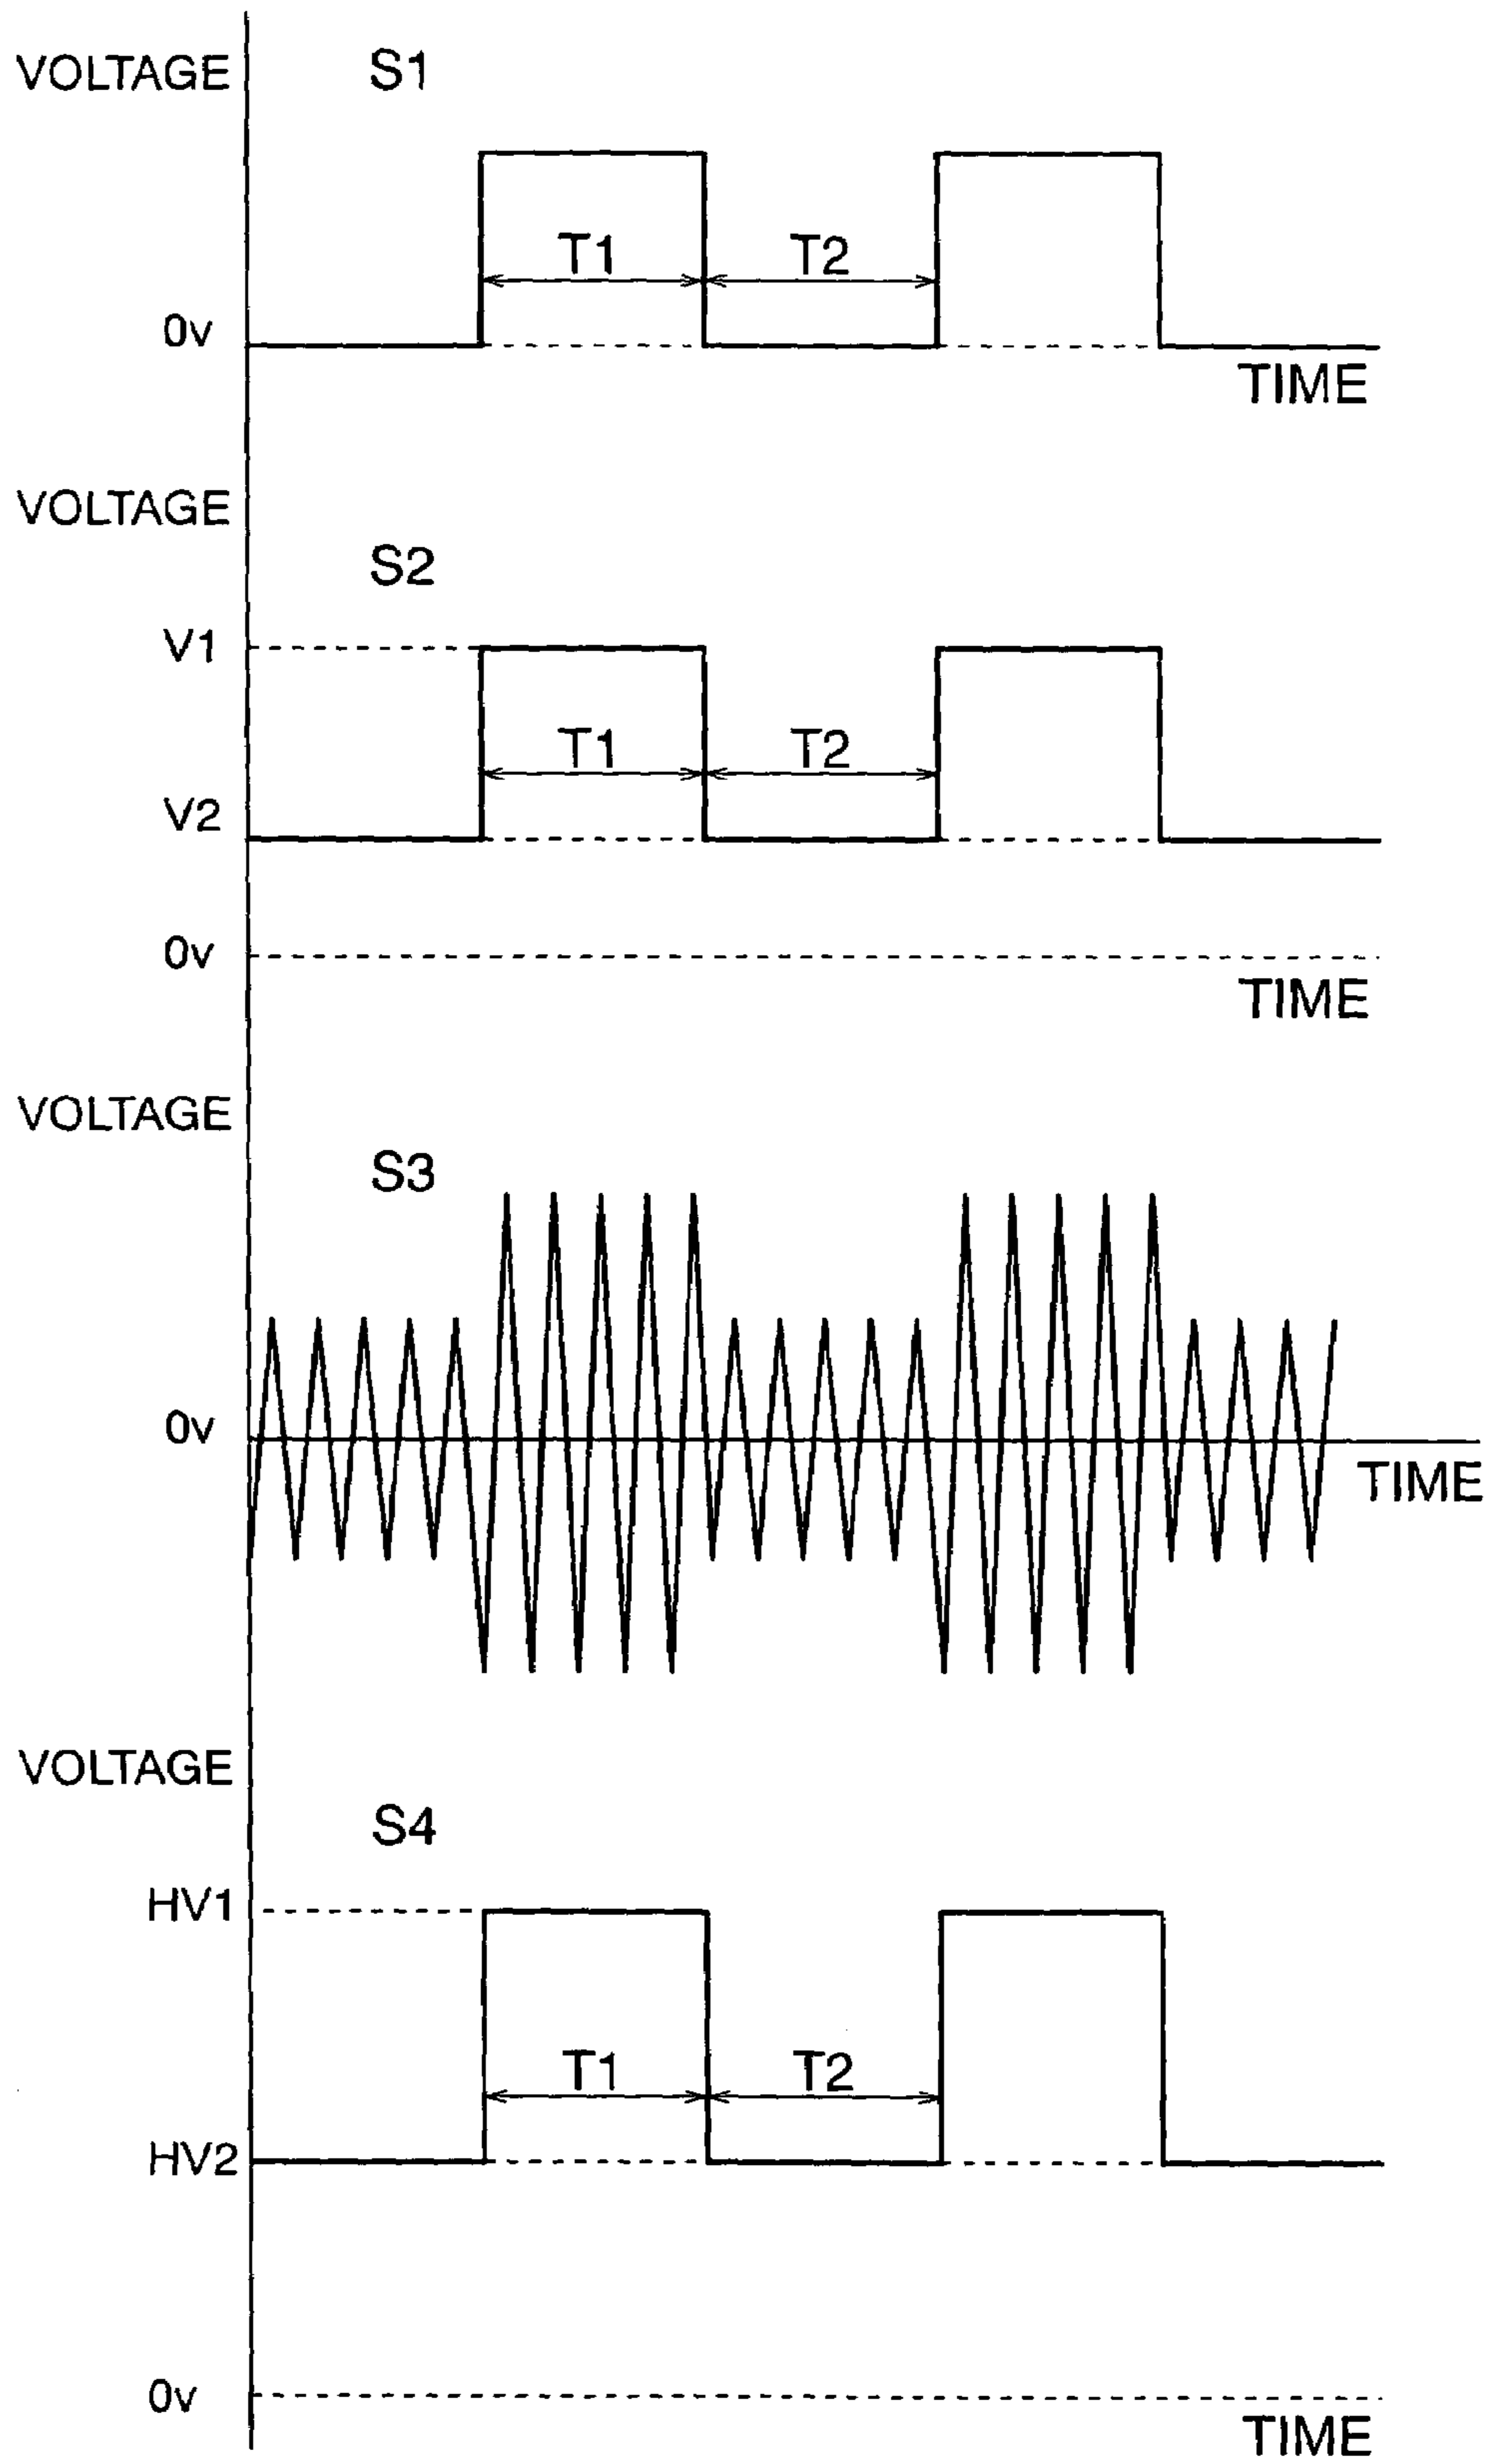 VOLTAGE
S1
T1
T2
0v
TIME
VOLTAGE
S2
V1
T1
T2
V2
0v
TIME
VOLTAGE
S3
0v
TIME
VOLTAGE
S4
HV1
T1
T2
HV2
0v
TIME